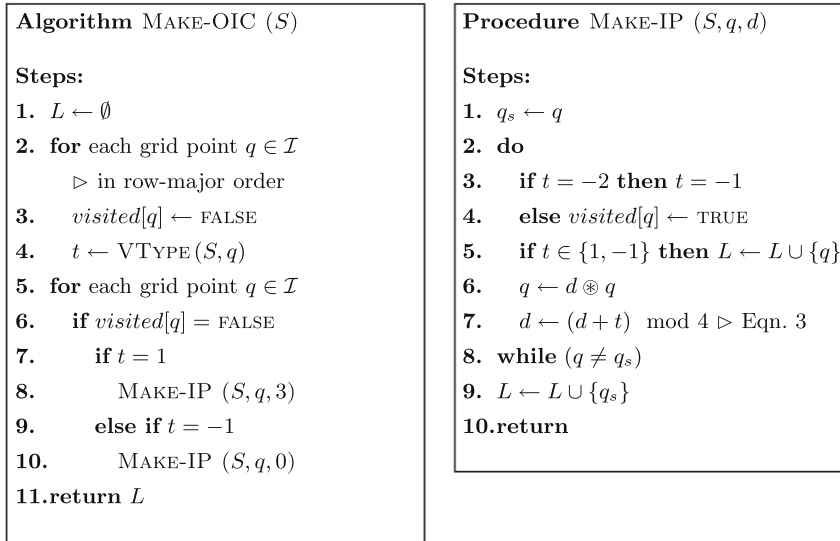 Algorithm MAKE-OIC (S)
Steps:
1. L ← ∅
2. for each grid point q ∈ ℐ
▷ in row-major order
3. visited[q] ← FALSE
4. t ← VTYPE(S, q)
5. for each grid point q ∈ ℐ
6. if visited[q] = FALSE
7. if t = 1
8. MAKE-IP (S, q, 3)
9. else if t = −1
10. MAKE-IP (S, q, 0)
11.return L
Procedure MAKE-IP (S, q, d)
Steps:
1. qₛ ← q
2. do
3. if t = −2 then t = −1
4. else visited[q] ← TRUE
5. if t ∈ {1, −1} then L ← L ∪ {q}
6. q ← d ⊛ q
7. d ← (d + t) mod 4 ▷ Eqn. 3
8. while (q ≠ qₛ)
9. L ← L ∪ {qₛ}
10.return